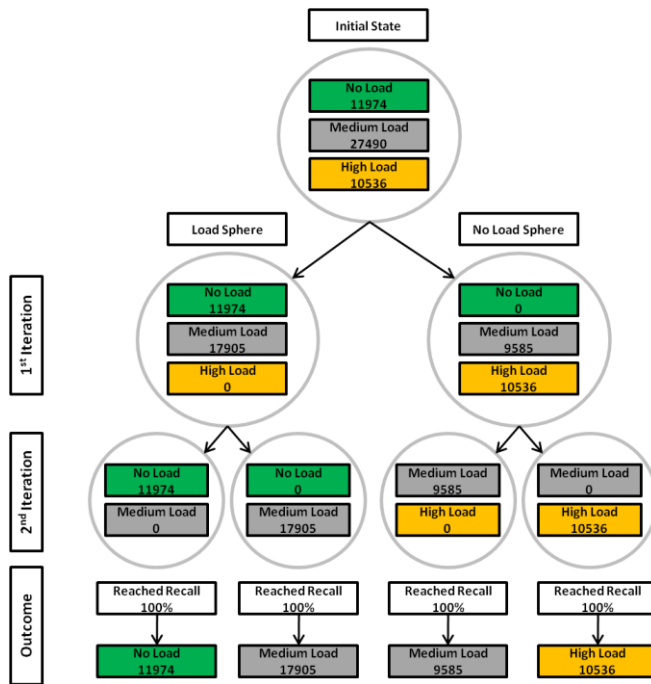 Initial State
No Load
11974
Medium Load
27490
High Load
10536
Load Sphere
No Load Sphere
1st Iteration
No Load
11974
Medium Load
17905
High Load
0
No Load
0
Medium Load
9585
High Load
10536
2nd Iteration
No Load
11974
Medium Load
0
No Load
0
Medium Load
17905
Medium Load
9585
High Load
0
Medium Load
0
High Load
10536
Outcome
Reached Recall
100%
Reached Recall
100%
Reached Recall
100%
Reached Recall
100%
No Load
11974
Medium Load
17905
Medium Load
9585
High Load
10536